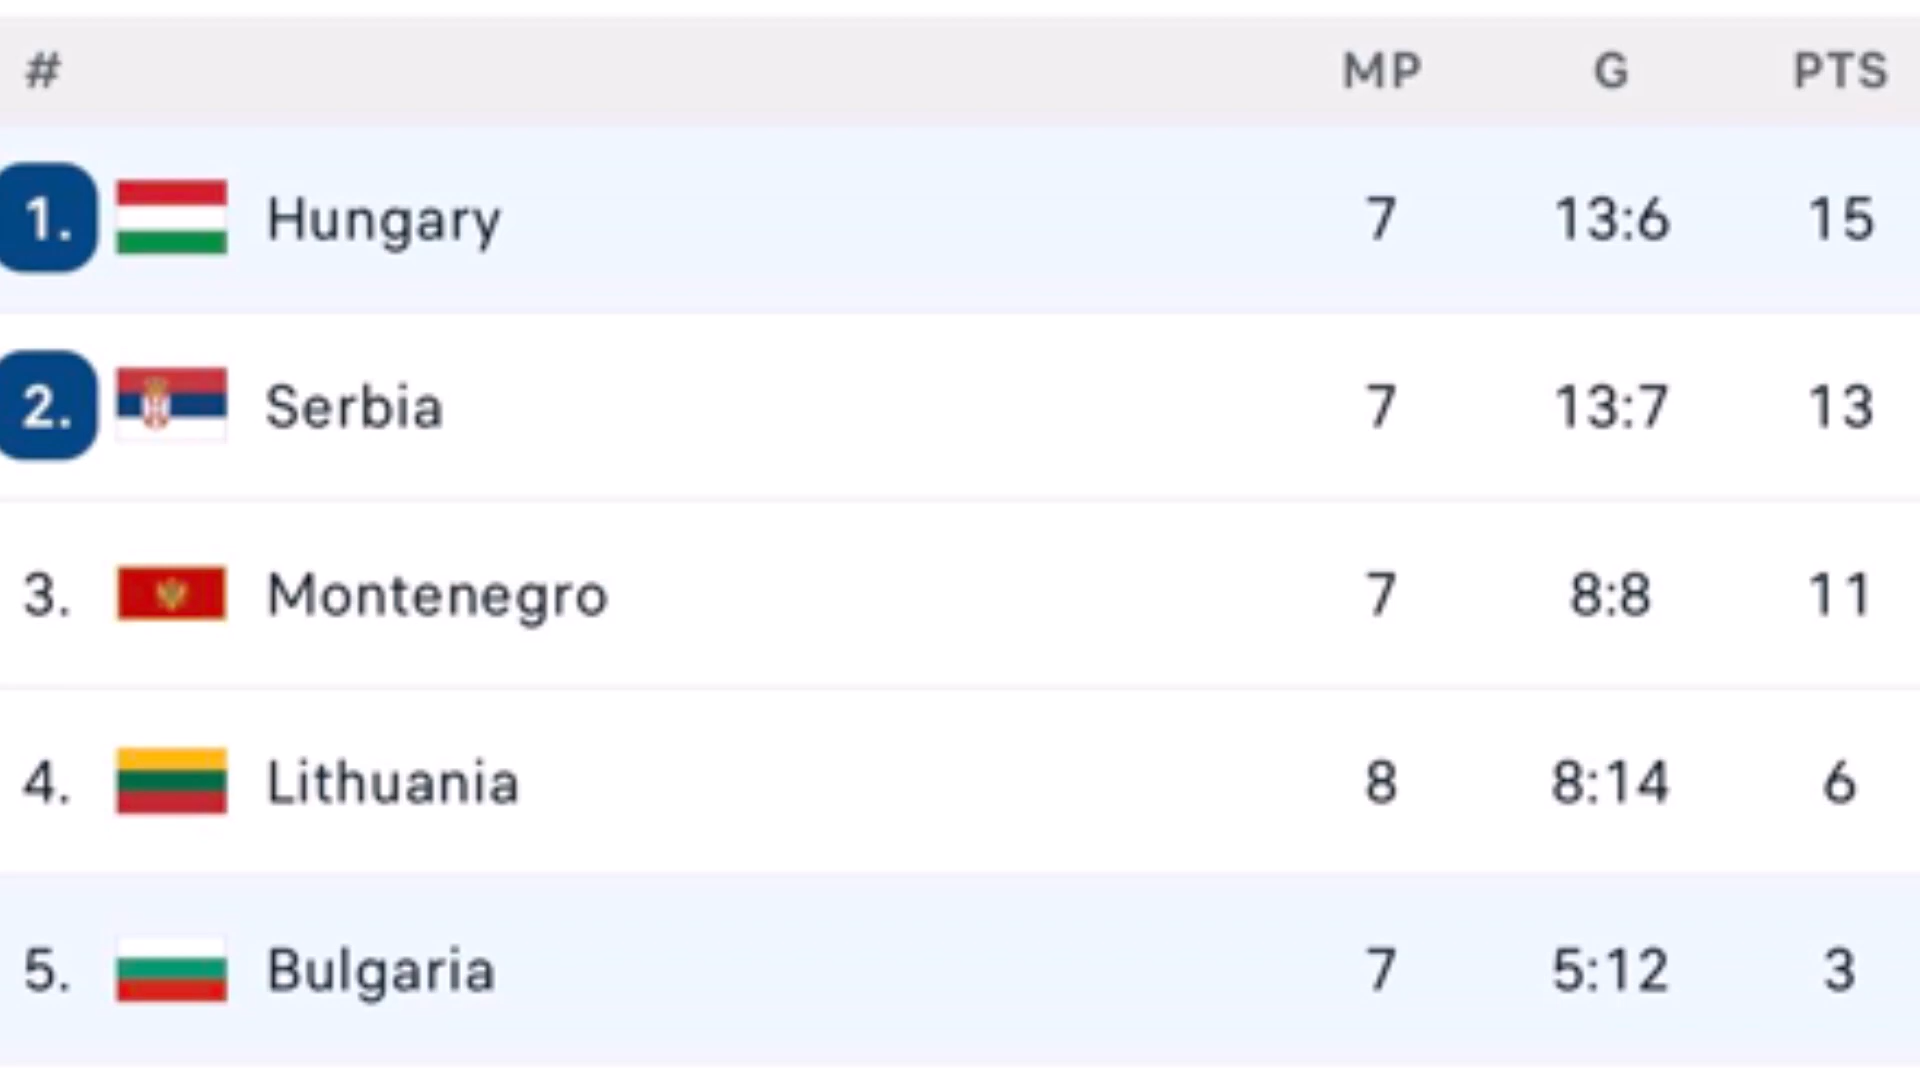 # MP G PTS
1. Hungary 7 13:6 15
2. Serbia 7 13:7 13
3. Montenegro 7 8:8 11
4. Lithuania 8 8:14 6
5. Bulgaria 7 5:12 3